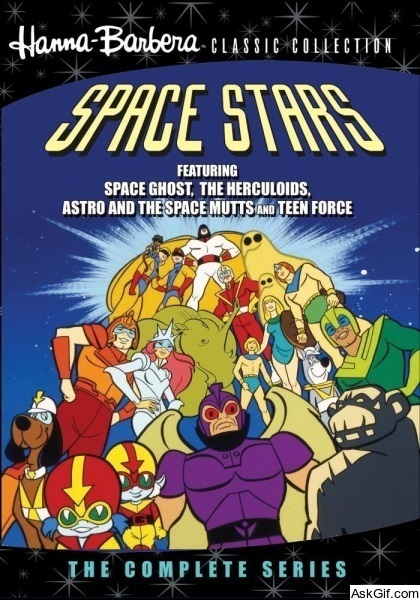 Hanna-Barbera™ CLASSIC COLLECTION
SPACE STARS
FEATURING
SPACE GHOST, THE HERCULOIDS,
ASTRO AND THE SPACE MUTTS AND TEEN FORCE
THE COMPLETE SERIES
AskGif.com